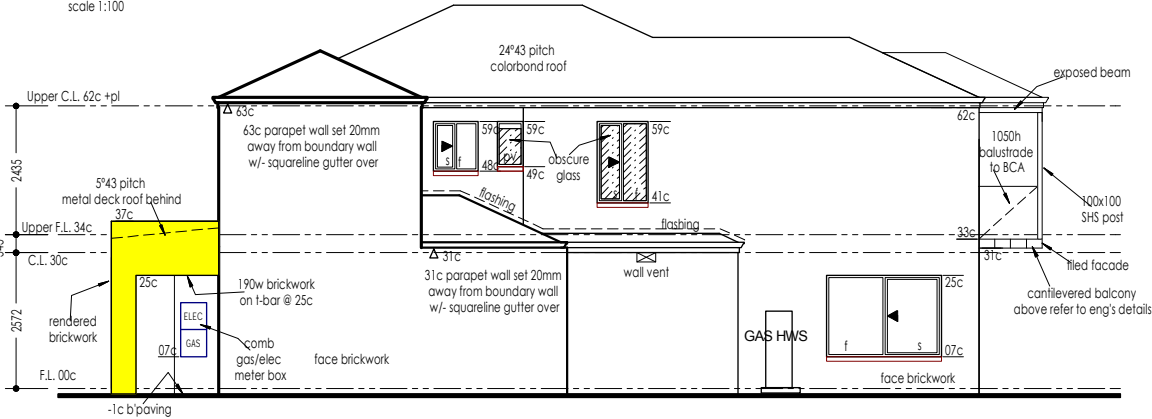 scale 1:100
24°43 pitch
colorbond roof
exposed beam
Upper C.L. 62c +pl
63c
62c
63c parapet wall set 20mm
away from boundary wall
w/- squareline gutter over
59c
59c
1050h
balustrade
to BCA
s f
pv
obscure
glass
48c
49c
2435
5°43 pitch
metal deck roof behind
s f
41c
flashing
100x100
SHS post
37c
Upper F.L. 34c
flashing
33c
C.L. 30c
31c
31c
wall vent
tiled facade
25c
190w brickwork
on t-bar @ 25c
31c parapet wall set 20mm
away from boundary wall
w/- squareline gutter over
25c
cantilevered balcony
above refer to eng's details
2572
rendered
brickwork
ELEC
GAS
GAS HWS
07c
comb
gas/elec
meter box
face brickwork
f s
07c
F.L. 00c
face brickwork
-1c b'paving